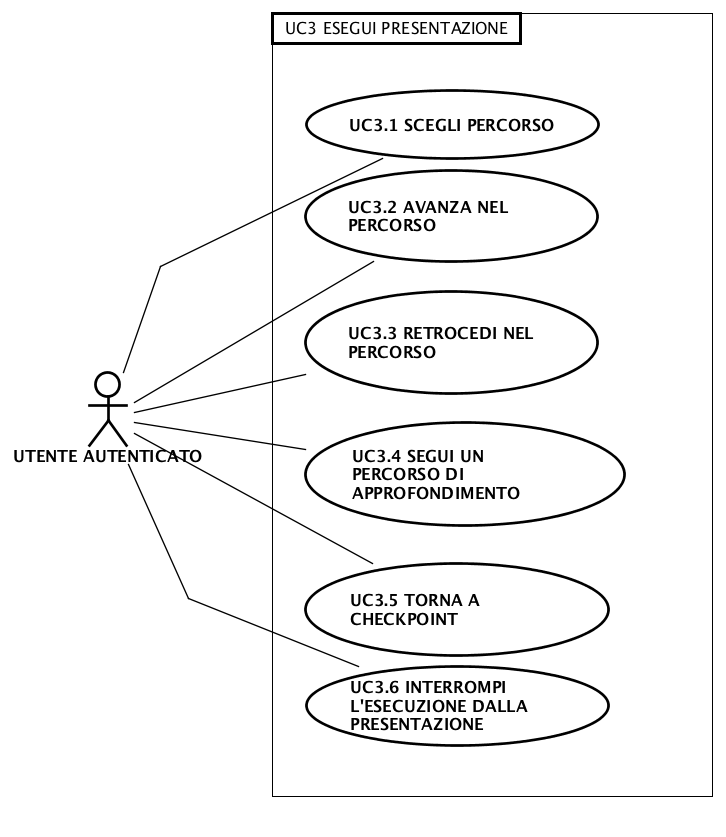 UC3 ESEGUI PRESENTAZIONE
UC3.1 SCEGLI PERCORSO
UC3.2 AVANZA NEL
PERCORSO
UC3.3 RETROCEDI NEL
PERCORSO
UTENTE AUTENTICATO
UC3.4 SEGUI UN
PERCORSO DI
APPROFONDIMENTO
UC3.5 TORNA A
CHECKPOINT
UC3.6 INTERROMPI
L'ESECUZIONE DALLA
PRESENTAZIONE